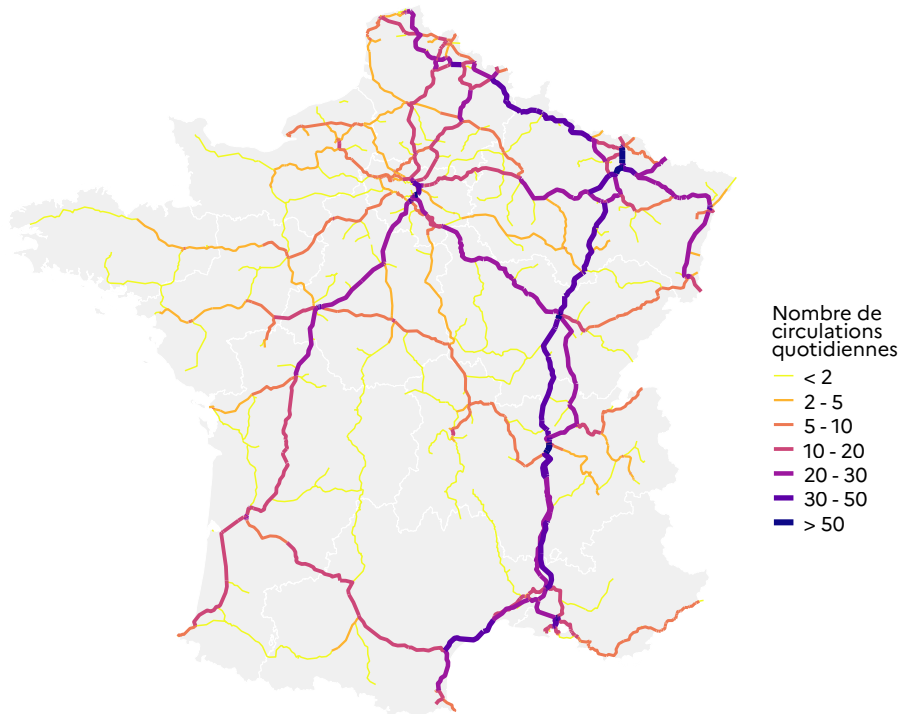 Nombre de
circulations
quotidiennes
< 2
2 - 5
5 - 10
10 - 20
20 - 30
30 - 50
> 50